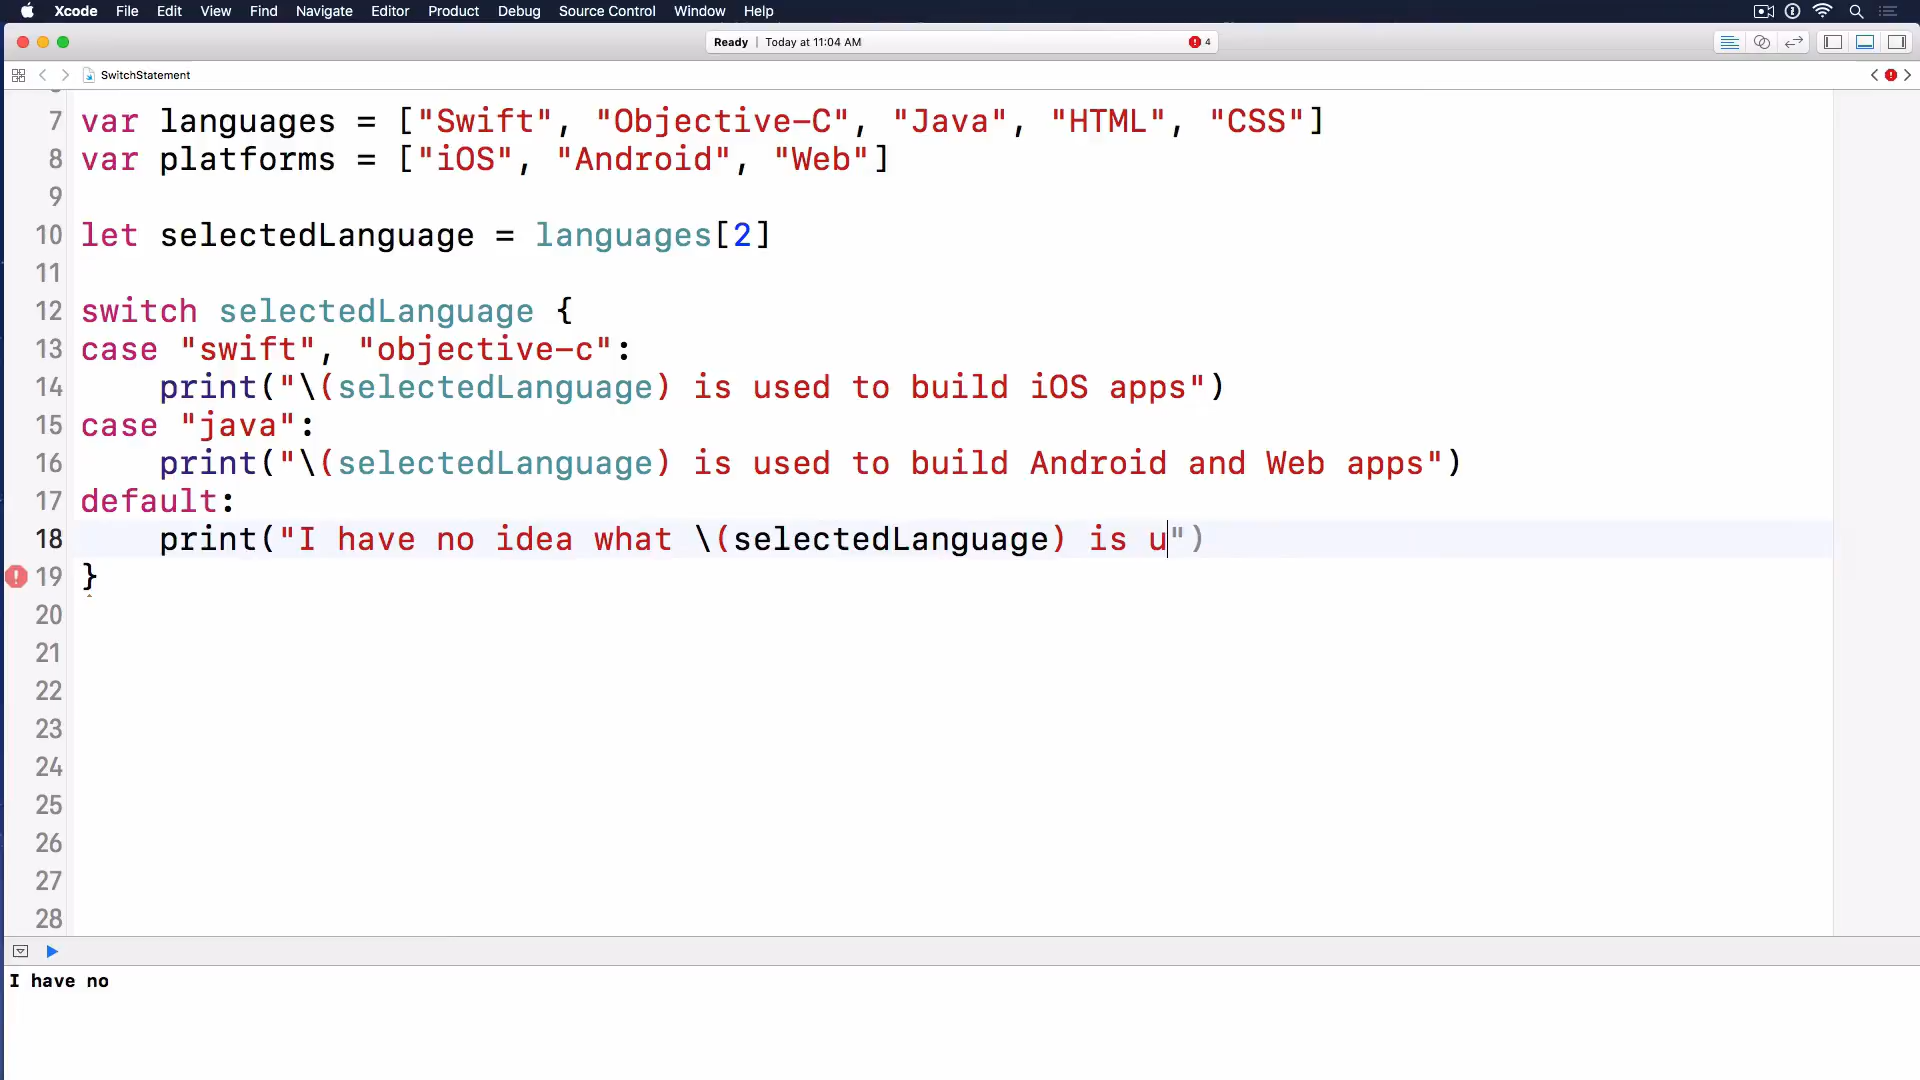 Xcode File Edit View Find Navigate Editor Product Debug Source Control Window Help
Ready | Today at 11:04 AM 4
SwitchStatement
7 var languages = ["Swift", "Objective-C", "Java", "HTML", "CSS"]
8 var platforms = ["iOS", "Android", "Web"]
9
10 let selectedLanguage = languages[2]
11
12 switch selectedLanguage {
13 case "swift", "objective-c":
14 print("\(selectedLanguage) is used to build iOS apps")
15 case "java":
16 print("\(selectedLanguage) is used to build Android and Web apps")
17 default:
18 print("I have no idea what \(selectedLanguage) is u")
19 }
20
21
22
23
24
25
26
27
28
I have no